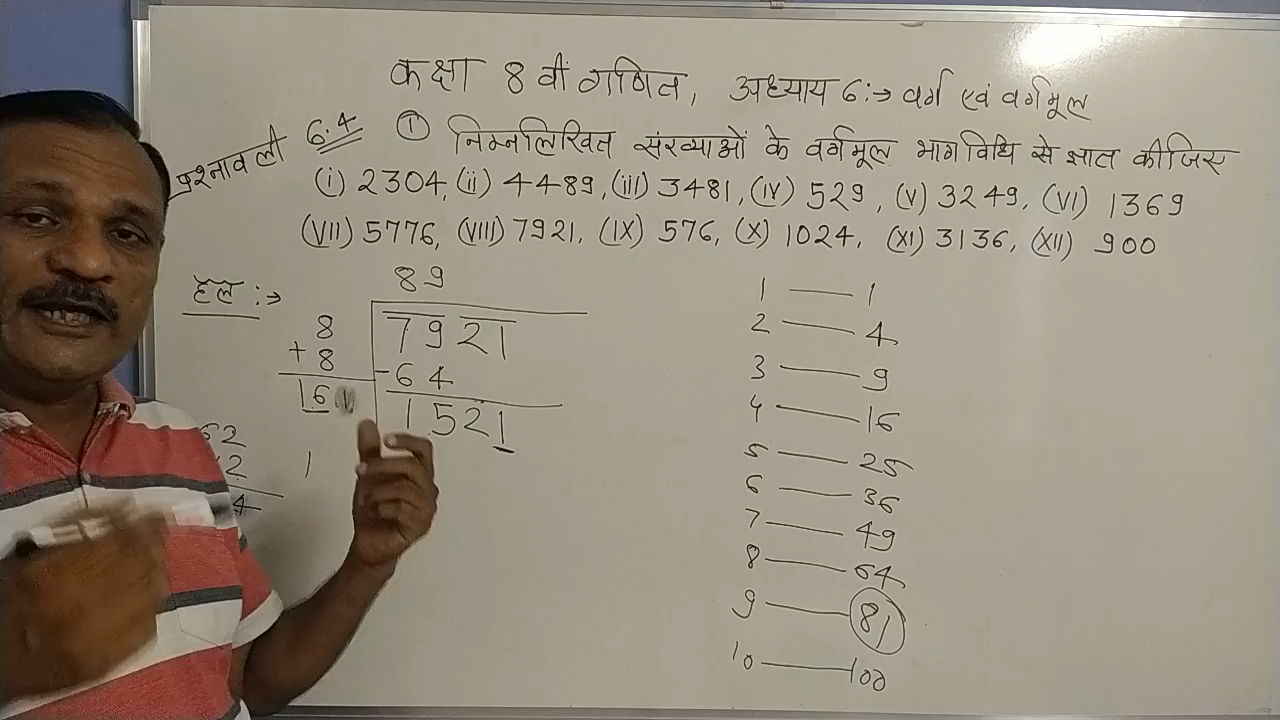 कक्षा 8 वीं गणित, अध्याय 6:→ वर्ग एवं वर्गमूल
प्रश्नावली 6.4 ① निम्नलिखित संख्याओं के वर्गमूल भाग विधि से ज्ञात कीजिए
(i) 2304, (ii) 4489, (iii) 3481, (iv) 529, (v) 3249, (vi) 1369
(vii) 5776, (viii) 7921, (ix) 576, (x) 1024, (xi) 3136, (xii) 900
हल :→
89
8 7921
+ 8 - 64
16 1521
62
2 1
4
1 — 1
2 — 4
3 — 9
4 — 16
5 — 25
6 — 36
7 — 49
8 — 64
9 — 81
10 — 100